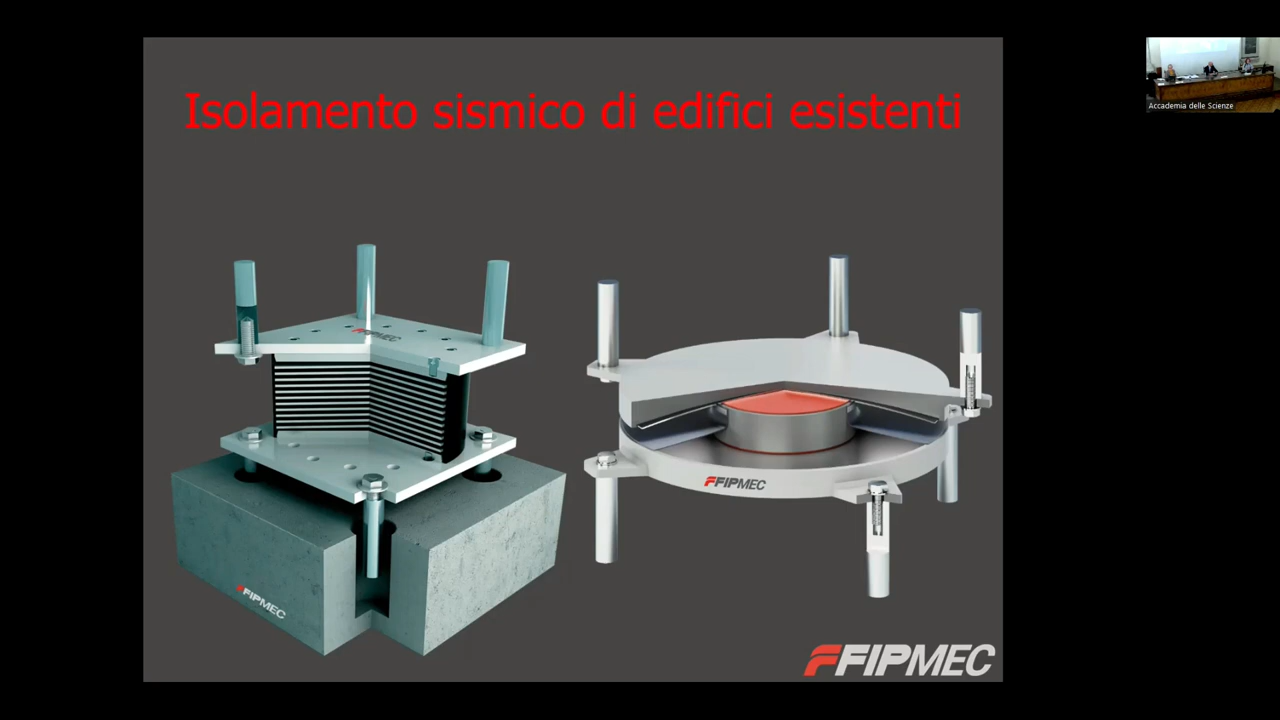 Isolamento sismico di edifici esistenti
Accademia delle Scienze
FIPMEC
FIPMEC
FIPMEC
FIPMEC